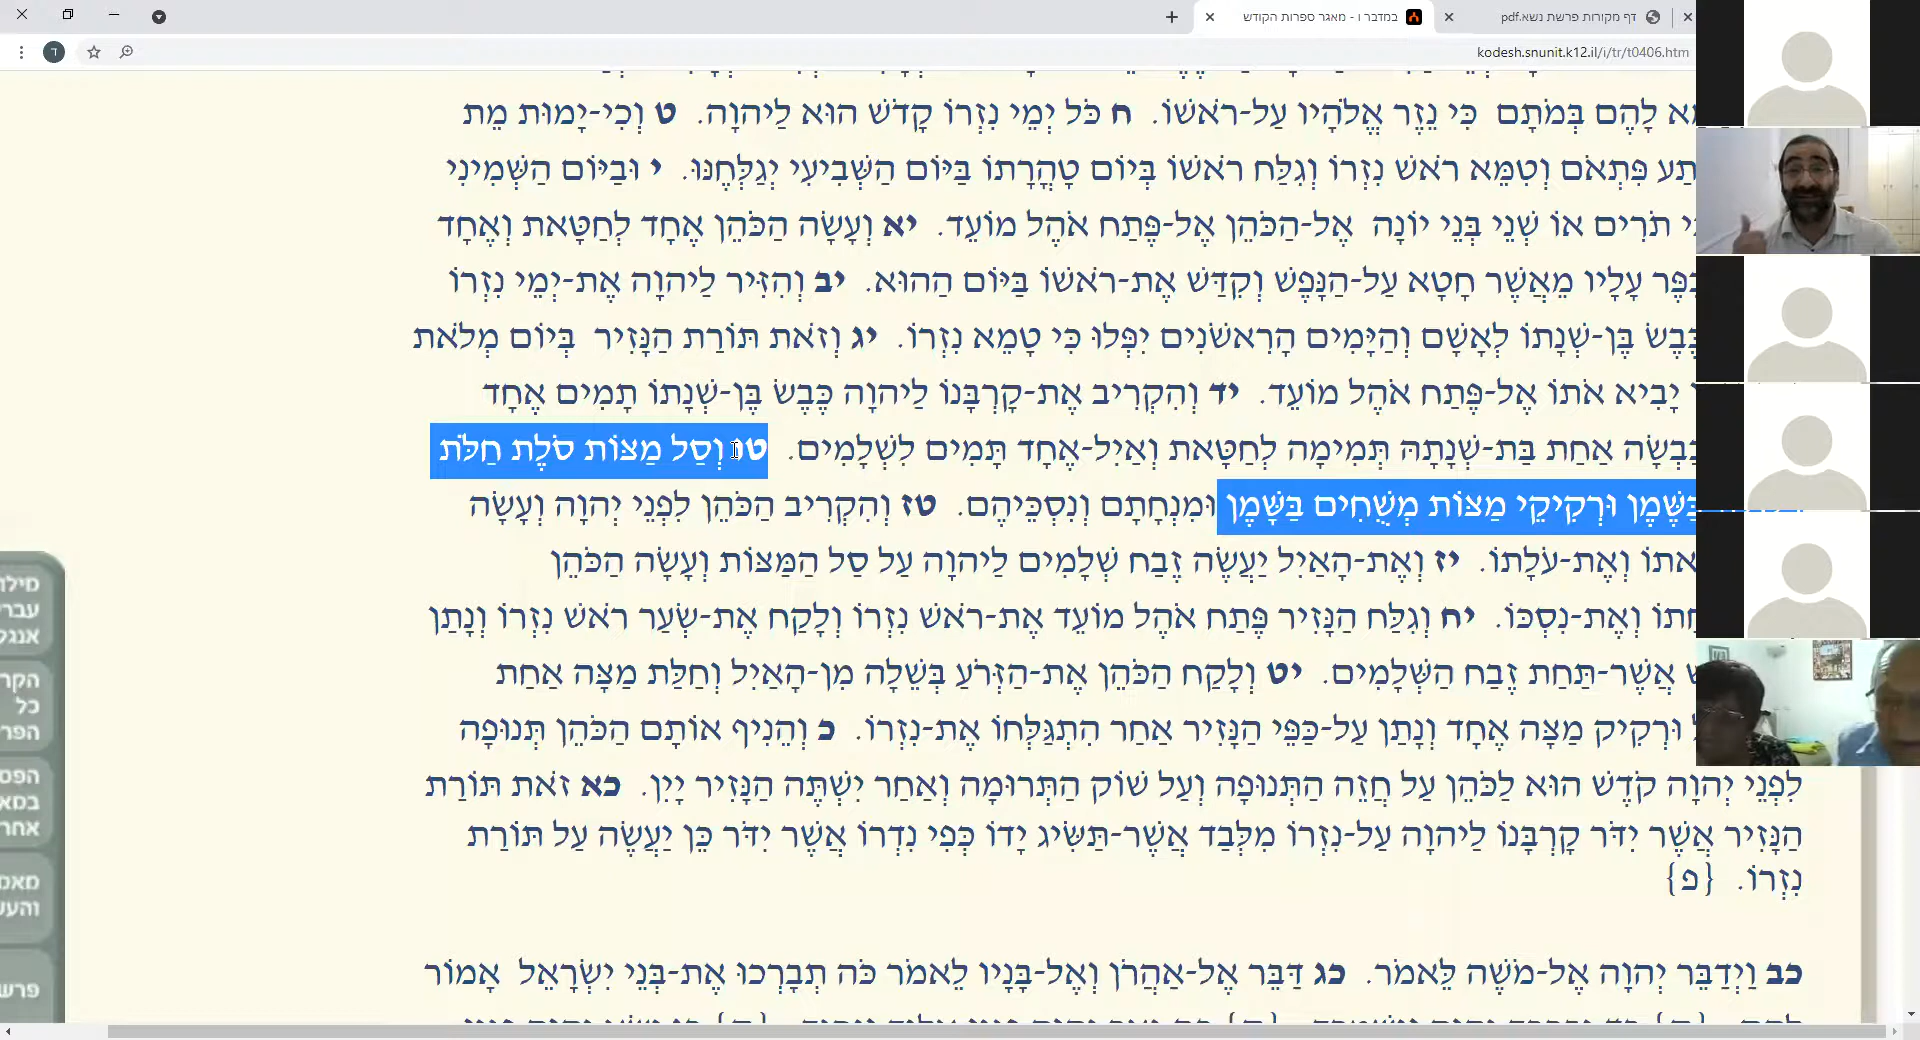 במדבר ו - מאגר ספרות הקודש
דף מקורות פרשת נשא.pdf
kodesh.snunit.k12.il/i/tr/t0406.htm
לָהֶם בְּמֹתָם כִּי נֵזֶר אֱלֹהָיו עַל-רֹאשׁוֹ. ח כֹּל יְמֵי נִזְרוֹ קָדֹשׁ הוּא לַיהוָה. ט וְכִי-יָמוּת מֵת
פִּתְאֹם וְטִמֵּא רֹאשׁ נִזְרוֹ וְגִלַּח רֹאשׁוֹ בְּיוֹם טָהֳרָתוֹ בַּיּוֹם הַשְּׁבִיעִי יְגַלְּחֶנּוּ. י וּבַיּוֹם הַשְּׁמִינִי
תֹרִים אוֹ שְׁנֵי בְּנֵי יוֹנָה אֶל-הַכֹּהֵן אֶל-פֶּתַח אֹהֶל מוֹעֵד. יא וְעָשָׂה הַכֹּהֵן אֶחָד לְחַטָּאת וְאֶחָד
עָלָיו מֵאֲשֶׁר חָטָא עַל-הַנָּפֶשׁ וְקִדַּשׁ אֶת-רֹאשׁוֹ בַּיּוֹם הַהוּא. יב וְהִזִּיר לַיהוָה אֶת-יְמֵי נִזְרוֹ
כֶּבֶשׂ בֶּן-שְׁנָתוֹ לְאָשָׁם וְהַיָּמִים הָרִאשֹׁנִים יִפְּלוּ כִּי טָמֵא נִזְרוֹ. יג וְזֹאת תּוֹרַת הַנָּזִיר בְּיוֹם מְלֹאת
יָבִיא אֹתוֹ אֶל-פֶּתַח אֹהֶל מוֹעֵד. יד וְהִקְרִיב אֶת-קָרְבָּנוֹ לַיהוָה כֶּבֶשׂ בֶּן-שְׁנָתוֹ תָמִים אֶחָד
כַבְשָׂה אַחַת בַּת-שְׁנָתָהּ תְּמִימָה לְחַטָּאת וְאַיִל-אֶחָד תָּמִים לִשְׁלָמִים. טו וְסַל מַצּוֹת סֹלֶת חַלֹּת
בַּשֶּׁמֶן וּרְקִיקֵי מַצּוֹת מְשֻׁחִים בַּשָּׁמֶן וּמִנְחָתָם וְנִסְכֵּיהֶם. טז וְהִקְרִיב הַכֹּהֵן לִפְנֵי יְהוָה וְעָשָׂה
וְאֶת-עֹלָתוֹ. יז וְאֶת-הָאַיִל יַעֲשֶׂה זֶבַח שְׁלָמִים לַיהוָה עַל סַל הַמַּצּוֹת וְעָשָׂה הַכֹּהֵן
וְאֶת-נִסְכּוֹ. יח וְגִלַּח הַנָּזִיר פֶּתַח אֹהֶל מוֹעֵד אֶת-רֹאשׁ נִזְרוֹ וְלָקַח אֶת-שְׂעַר רֹאשׁ נִזְרוֹ וְנָתַן
אֲשֶׁר-תַּחַת זֶבַח הַשְּׁלָמִים. יט וְלָקַח הַכֹּהֵן אֶת-הַזְּרֹעַ בְּשֵׁלָה מִן-הָאַיִל וְחַלַּת מַצָּה אַחַת
וּרְקִיק מַצָּה אֶחָד וְנָתַן עַל-כַּפֵּי הַנָּזִיר אַחַר הִתְגַּלְּחוֹ אֶת-נִזְרוֹ. כ וְהֵנִיף אוֹתָם הַכֹּהֵן תְּנוּפָה
לִפְנֵי יְהוָה קֹדֶשׁ הוּא לַכֹּהֵן עַל חֲזֵה הַתְּנוּפָה וְעַל שׁוֹק הַתְּרוּמָה וְאַחַר יִשְׁתֶּה הַנָּזִיר יָיִן. כא זֹאת תּוֹרַת
הַנָּזִיר אֲשֶׁר יִדֹּר קָרְבָּנוֹ לַיהוָה עַל-נִזְרוֹ מִלְּבַד אֲשֶׁר-תַּשִּׂיג יָדוֹ כְּפִי נִדְרוֹ אֲשֶׁר יִדֹּר כֵּן יַעֲשֶׂה עַל תּוֹרַת
נִזְרוֹ. {פ}
כב וַיְדַבֵּר יְהוָה אֶל-מֹשֶׁה לֵּאמֹר. כג דַּבֵּר אֶל-אַהֲרֹן וְאֶל-בָּנָיו לֵאמֹר כֹּה תְבָרְכוּ אֶת-בְּנֵי יִשְׂרָאֵל אָמוֹר
כל